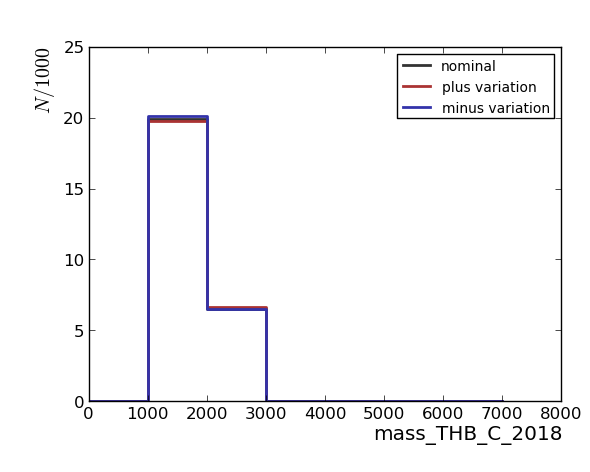 N/1000
25
20
15
10
5
0
nominal
plus variation
minus variation
0 1000 2000 3000 4000 5000 6000 7000 8000
mass_THB_C_2018